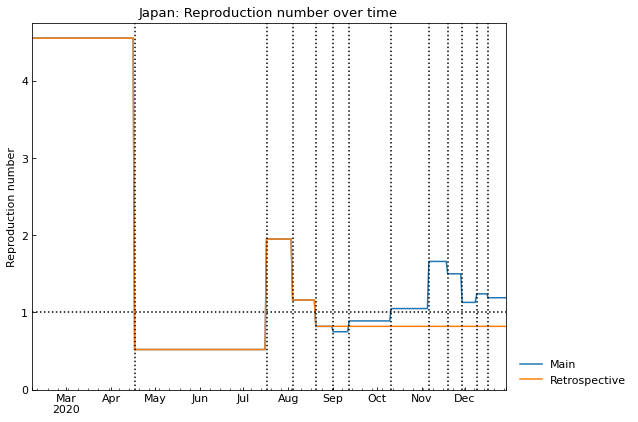 Japan: Reproduction number over time
Reproduction number
4
3
2
1
0
Mar Apr May Jun Jul Aug Sep Oct Nov Dec
2020
Main
Retrospective